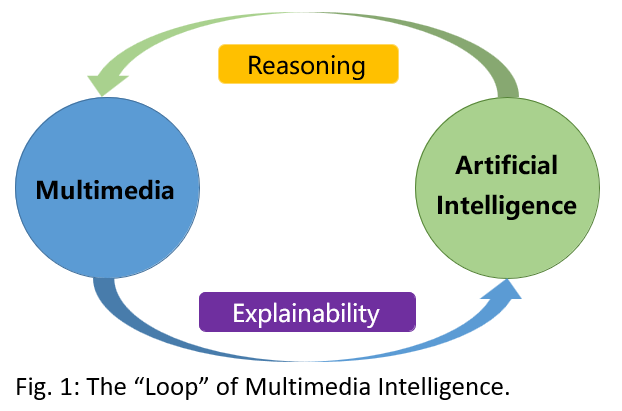 Reasoning
Multimedia
Artificial
Intelligence
Explainability
Fig. 1: The “Loop” of Multimedia Intelligence.